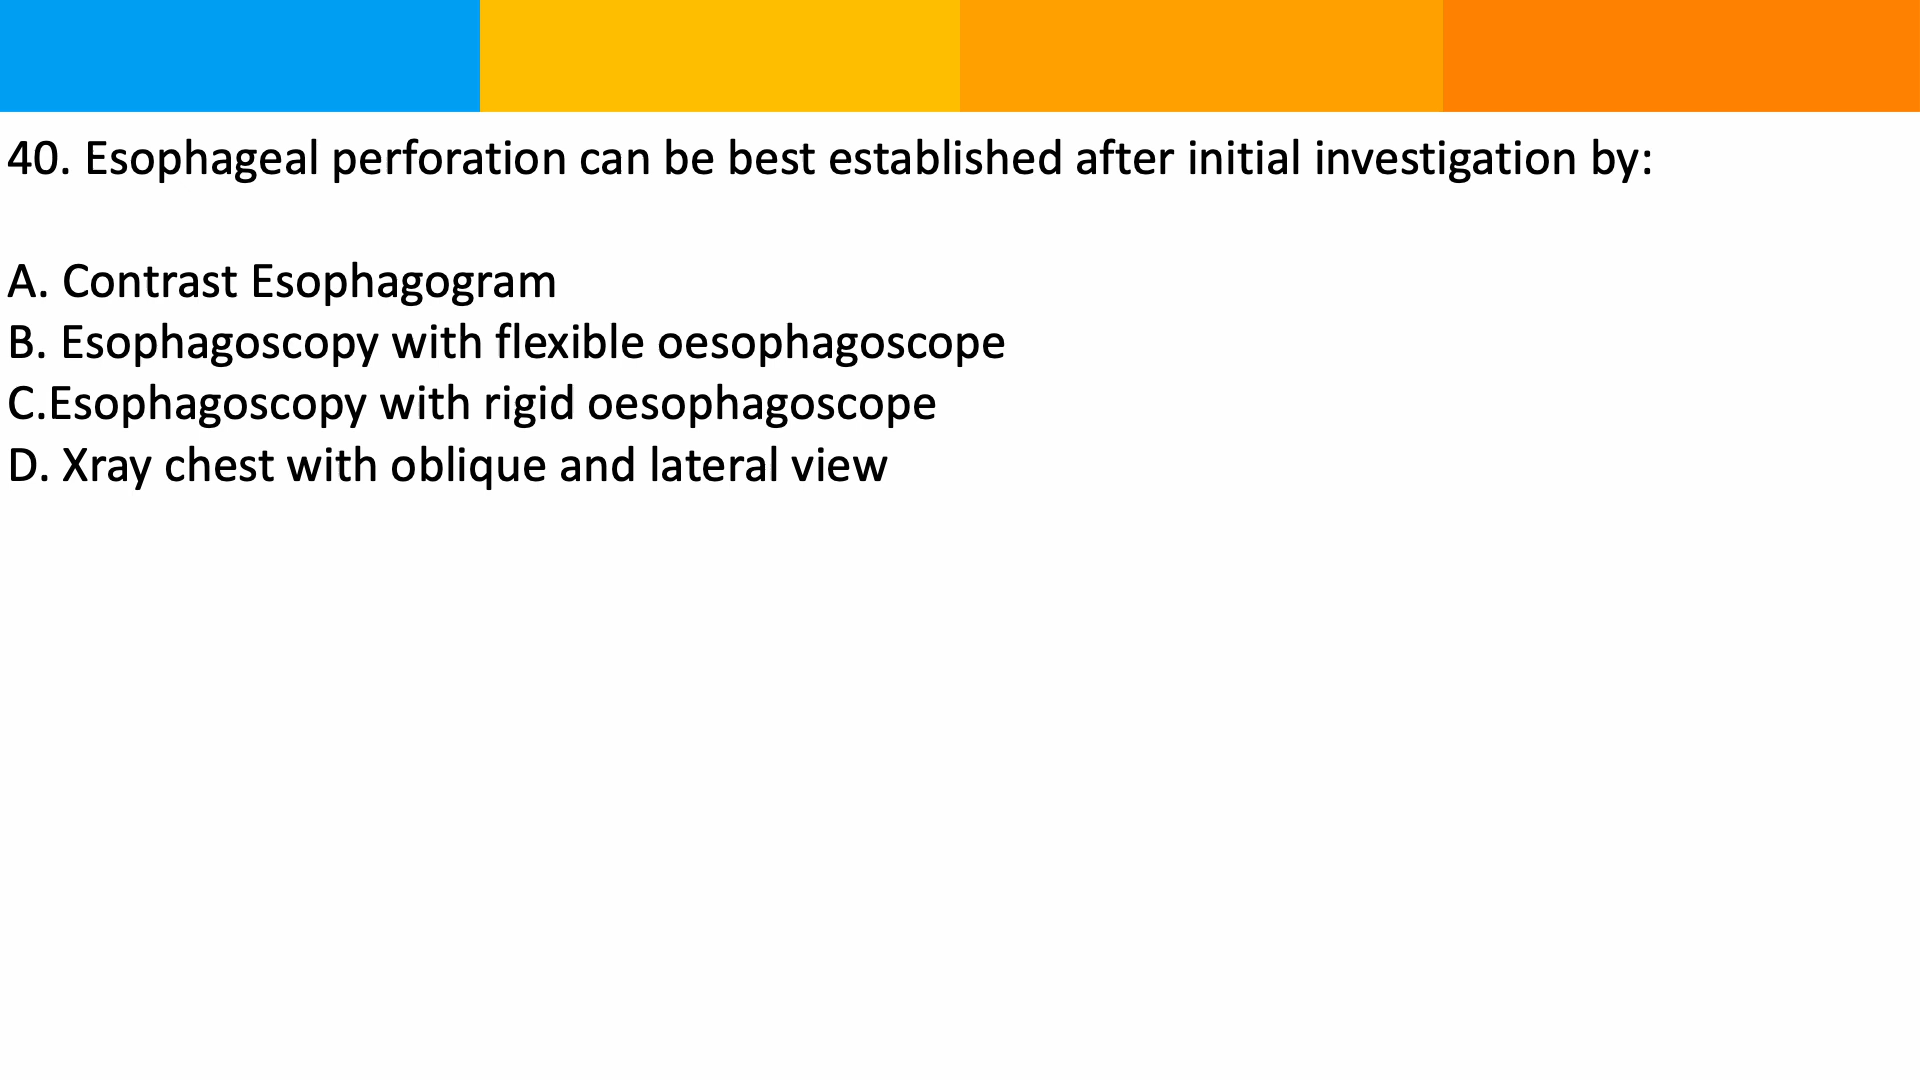 40. Esophageal perforation can be best established after initial investigation by:
A. Contrast Esophagogram
B. Esophagoscopy with flexible oesophagoscope
C.Esophagoscopy with rigid oesophagoscope
D. Xray chest with oblique and lateral view